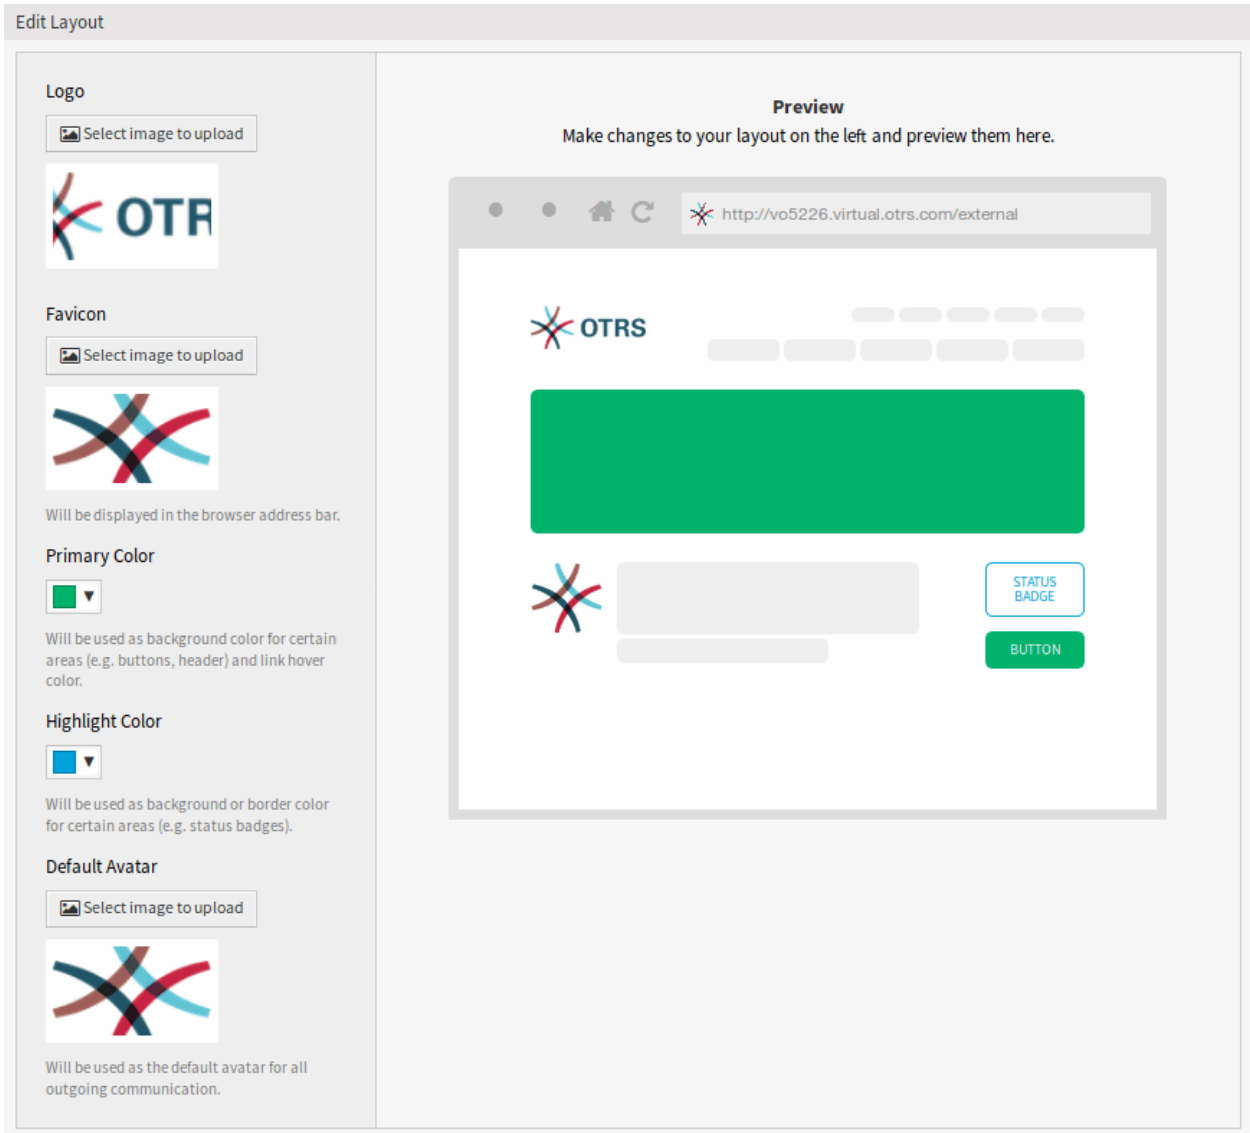 Edit Layout
Logo
Select image to upload
OTR
Favicon
Select image to upload
Will be displayed in the browser address bar.
Primary Color
Will be used as background color for certain
areas (e.g. buttons, header) and link hover
color.
Highlight Color
Will be used as background or border color
for certain areas (e.g. status badges).
Default Avatar
Select image to upload
Will be used as the default avatar for all
outgoing communication.
Preview
Make changes to your layout on the left and preview them here.
http://vo5226.virtual.otrs.com/external
OTRS
STATUS
BADGE
BUTTON